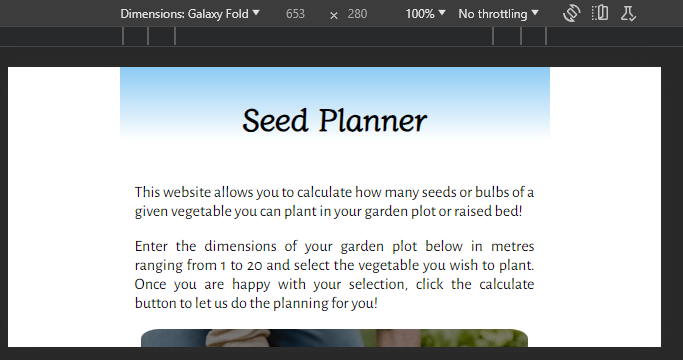 Dimensions: Galaxy Fold 653 x 280 100% No throttling
Seed Planner
This website allows you to calculate how many seeds or bulbs of a
given vegetable you can plant in your garden plot or raised bed!
Enter the dimensions of your garden plot below in metres
ranging from 1 to 20 and select the vegetable you wish to plant.
Once you are happy with your selection, click the calculate
button to let us do the planning for you!